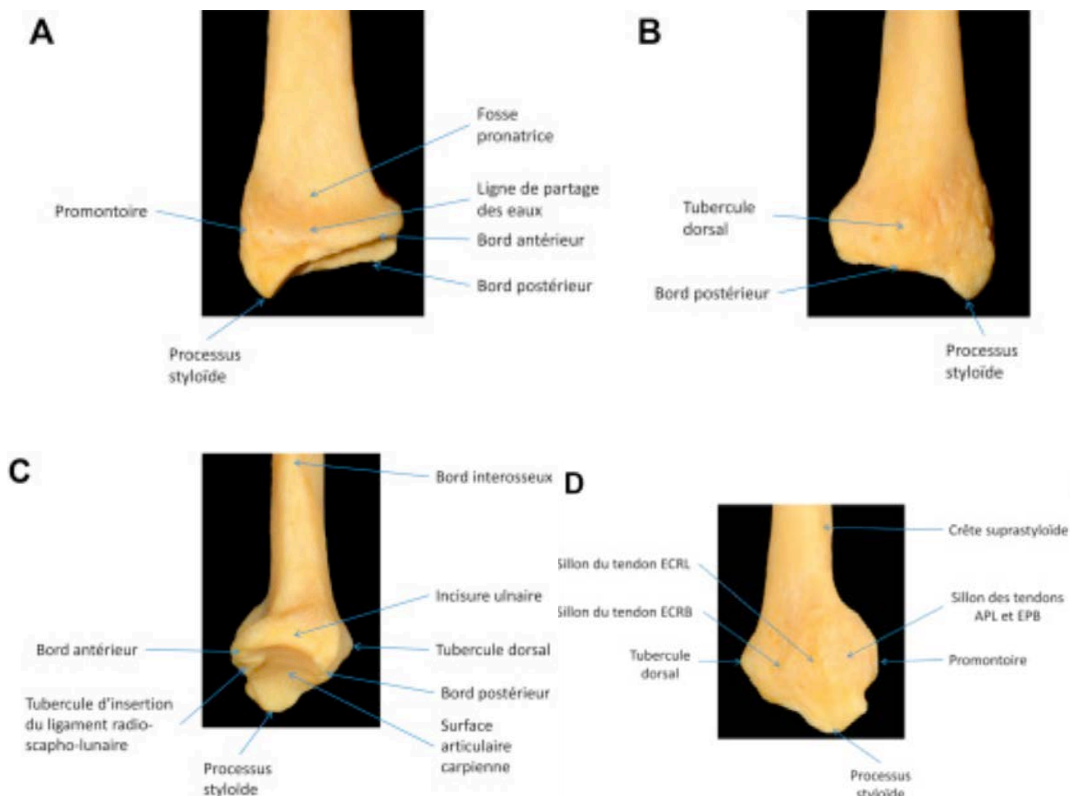 A
Fosse
pronatrice
Promontoire
Ligne de partage
des eaux
Bord antérieur
Bord postérieur
Processus
styloïde
B
Tubercule
dorsal
Bord postérieur
Processus
styloïde
C
Bord interosseux
Incisure ulnaire
Bord antérieur
Tubercule dorsal
Bord postérieur
Tubercule d'insertion
du ligament radio-
scapho-lunaire
Surface
articulaire
carpienne
Processus
styloïde
D
Crête suprastyloïde
Sillon du tendon ECRL
Sillon du tendon ECRB
Sillon des tendons
APL et EPB
Tubercule
dorsal
Promontoire
Processus
styloïde